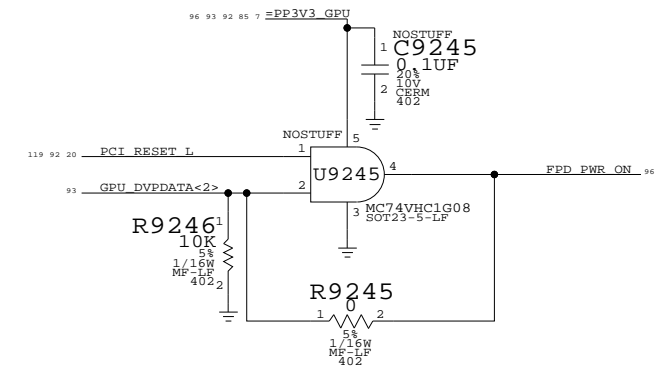 96 93 92 85 7 =PP3V3_GPU
NOSTUFF
1 C9245
0.1UF
20%
10V
2 CERM
402
NOSTUFF 5
119 92 20 PCI_RESET_L 1
U9245 4 FPD_PWR_ON 96
93 GPU_DVPDATA<2> 2
3 MC74VHC1G08
SOT23-5-LF
R9246 1
10K
5%
1/16W
MF-LF
402 2
R9245
0
1 2
5%
1/16W
MF-LF
402